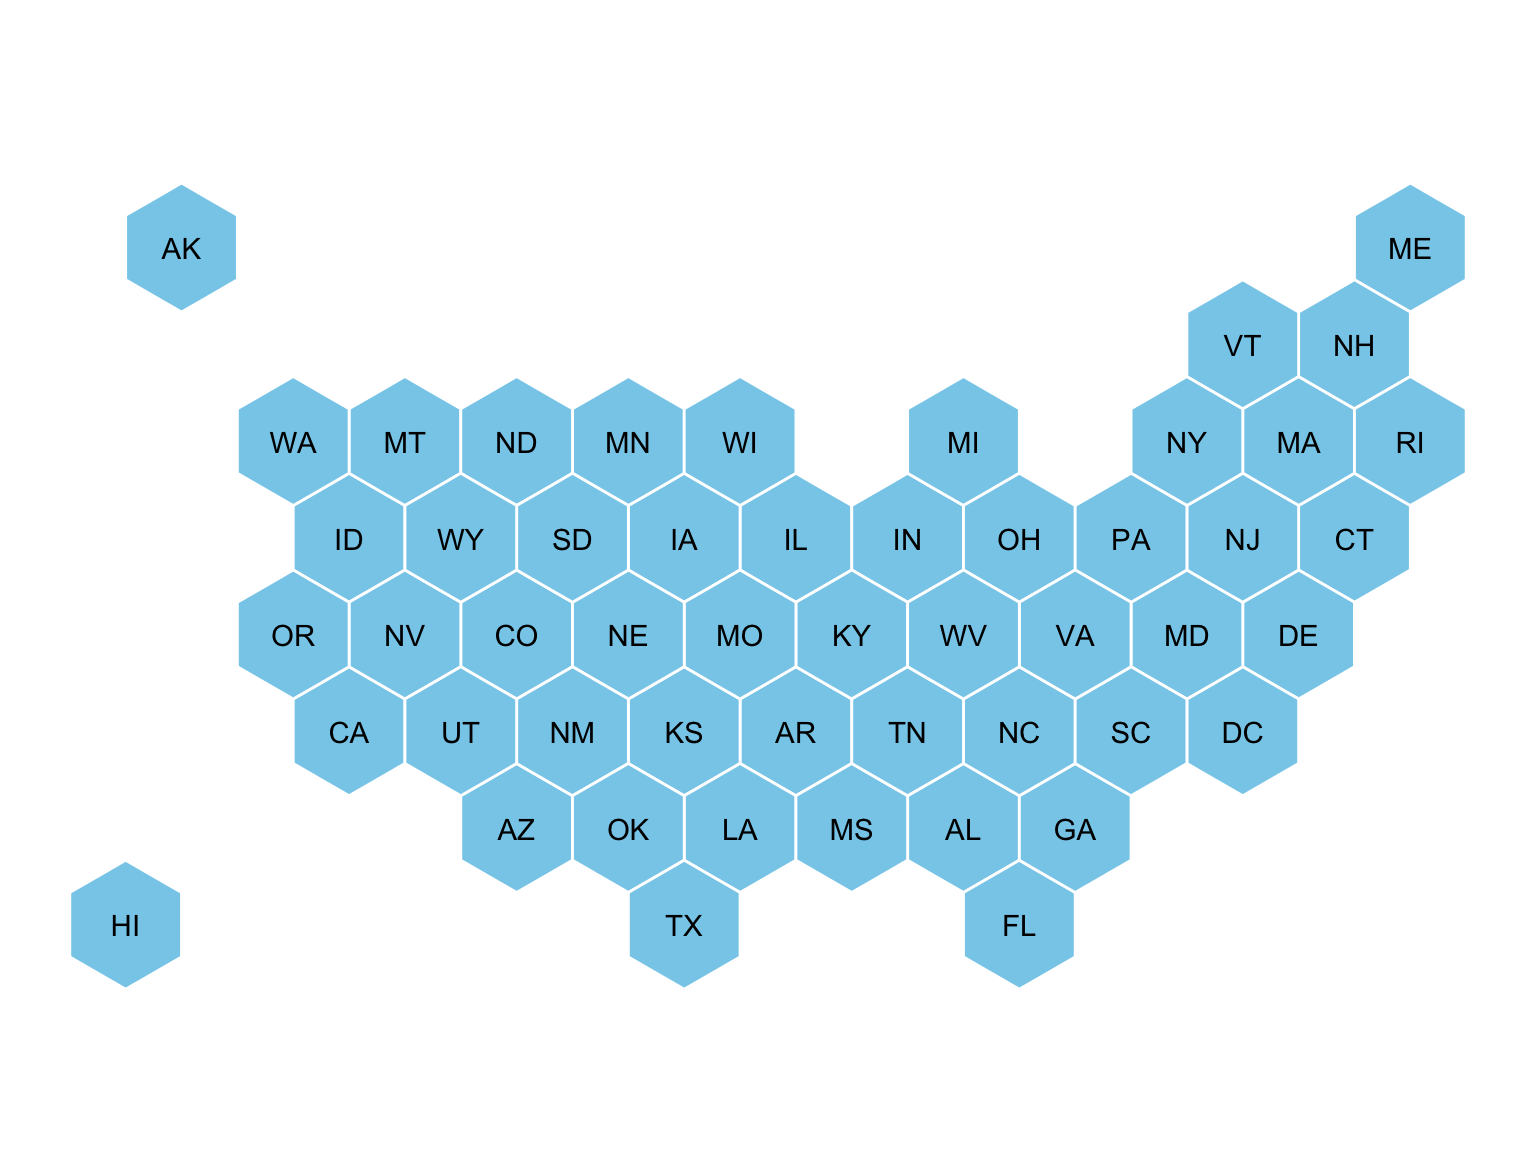 AK ME
VT NH
WA MT ND MN WI MI NY MA RI
ID WY SD IA IL IN OH PA NJ CT
OR NV CO NE MO KY WV VA MD DE
CA UT NM KS AR TN NC SC DC
AZ OK LA MS AL GA
HI TX FL